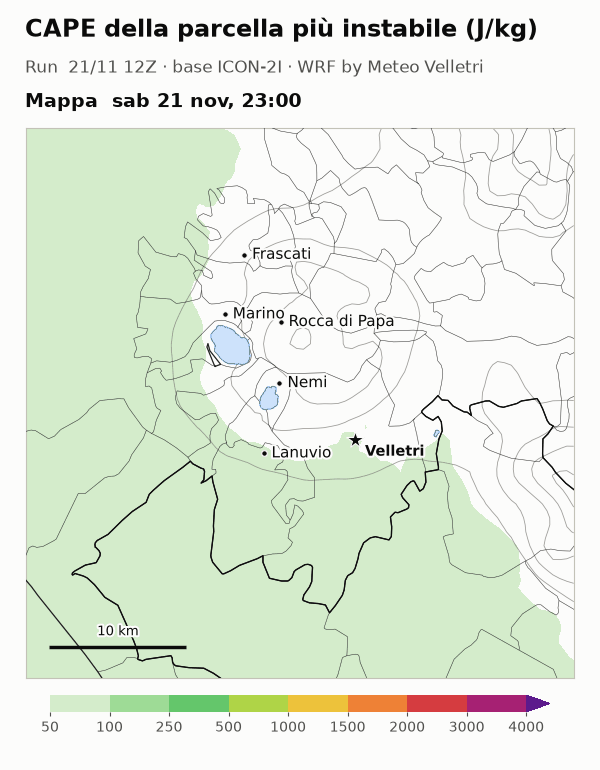 CAPE della parcella più instabile (J/kg)
Run  21/11 12Z · base ICON-2I · WRF by Meteo Velletri
Mappa  sab 21 nov, 23:00
Frascati
Marino
Rocca di Papa
Nemi
Velletri
Lanuvio
10 km
50 100 250 500 1000 1500 2000 3000 4000